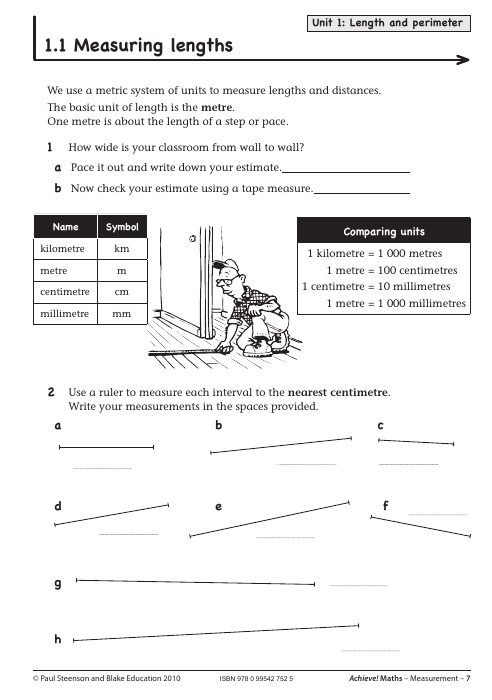 Unit 1: Length and perimeter
1.1 Measuring lengths
We use a metric system of units to measure lengths and distances.
The basic unit of length is the metre.
One metre is about the length of a step or pace.
1 How wide is your classroom from wall to wall?
a Pace it out and write down your estimate.
b Now check your estimate using a tape measure.
Name Symbol
kilometre km
metre m
centimetre cm
millimetre mm
Comparing units
1 kilometre = 1 000 metres
1 metre = 100 centimetres
1 centimetre = 10 millimetres
1 metre = 1 000 millimetres
2 Use a ruler to measure each interval to the nearest centimetre.
Write your measurements in the spaces provided.
a b c
d e f
g
h
© Paul Steenson and Blake Education 2010 ISBN 978 0 99542 752 5 Achieve! Maths – Measurement – 7